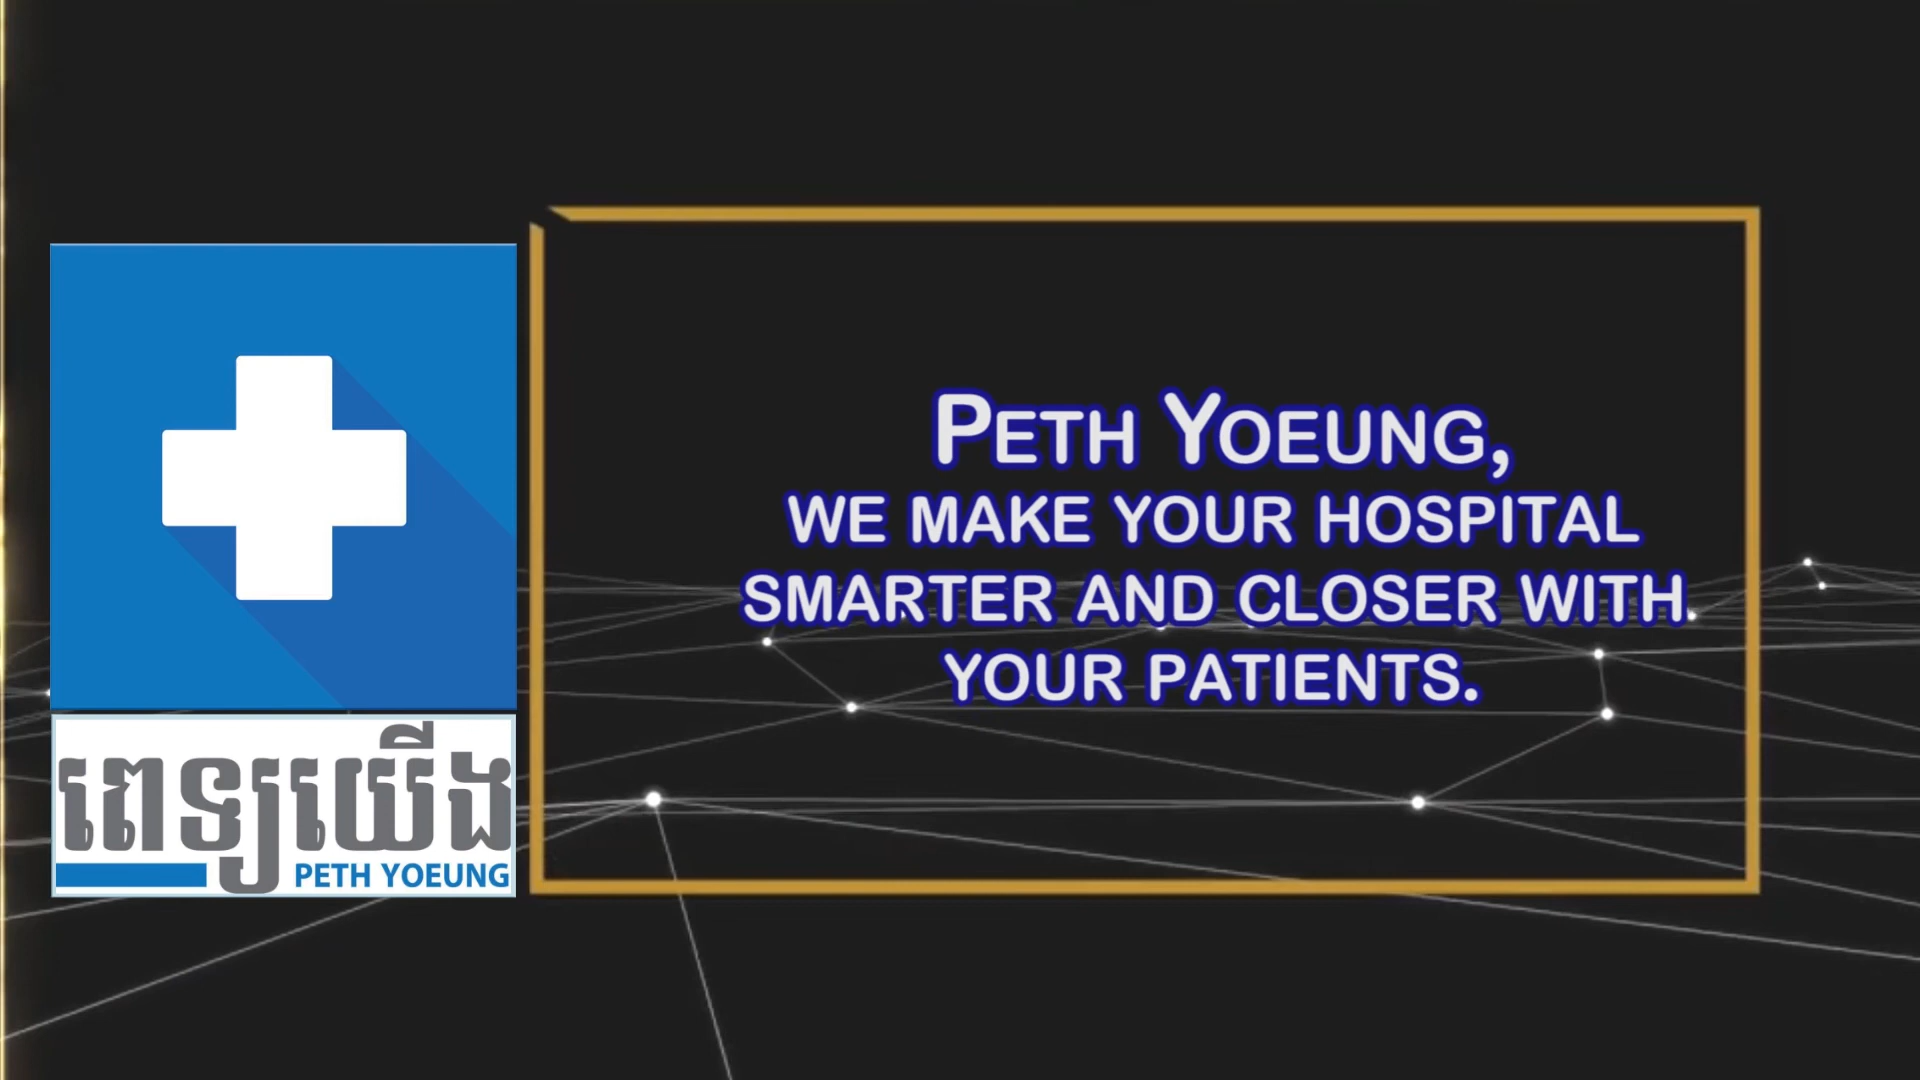 ពេទ្យយើង
PETH YOEUNG
PETH YOEUNG,
WE MAKE YOUR HOSPITAL
SMARTER AND CLOSER WITH
YOUR PATIENTS.